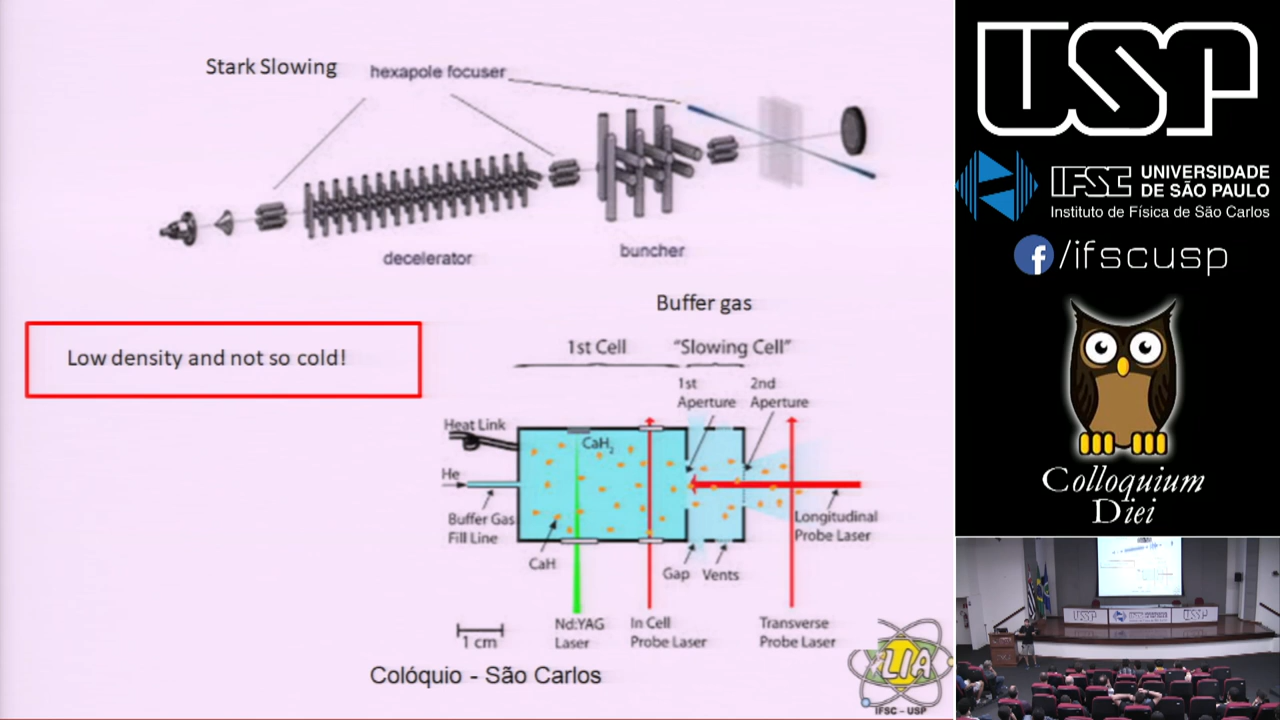 Stark Slowing
hexapole focuser
decelerator
buncher
Buffer gas
Low density and not so cold!
1st Cell
"Slowing Cell"
1st
Aperture
2nd
Aperture
Heat Link
CaH2
He
Buffer Gas
Fill Line
CaH
Longitudinal
Probe Laser
Gap
Vents
1 cm
Nd:YAG
Laser
In Cell
Probe Laser
Transverse
Probe Laser
Colóquio - São Carlos
LIA
IFSC - USP
USP
IFSC
UNIVERSIDADE
DE SÃO PAULO
Instituto de Física de São Carlos
f/ifscusp
Colloquium
Diei
USP
USP